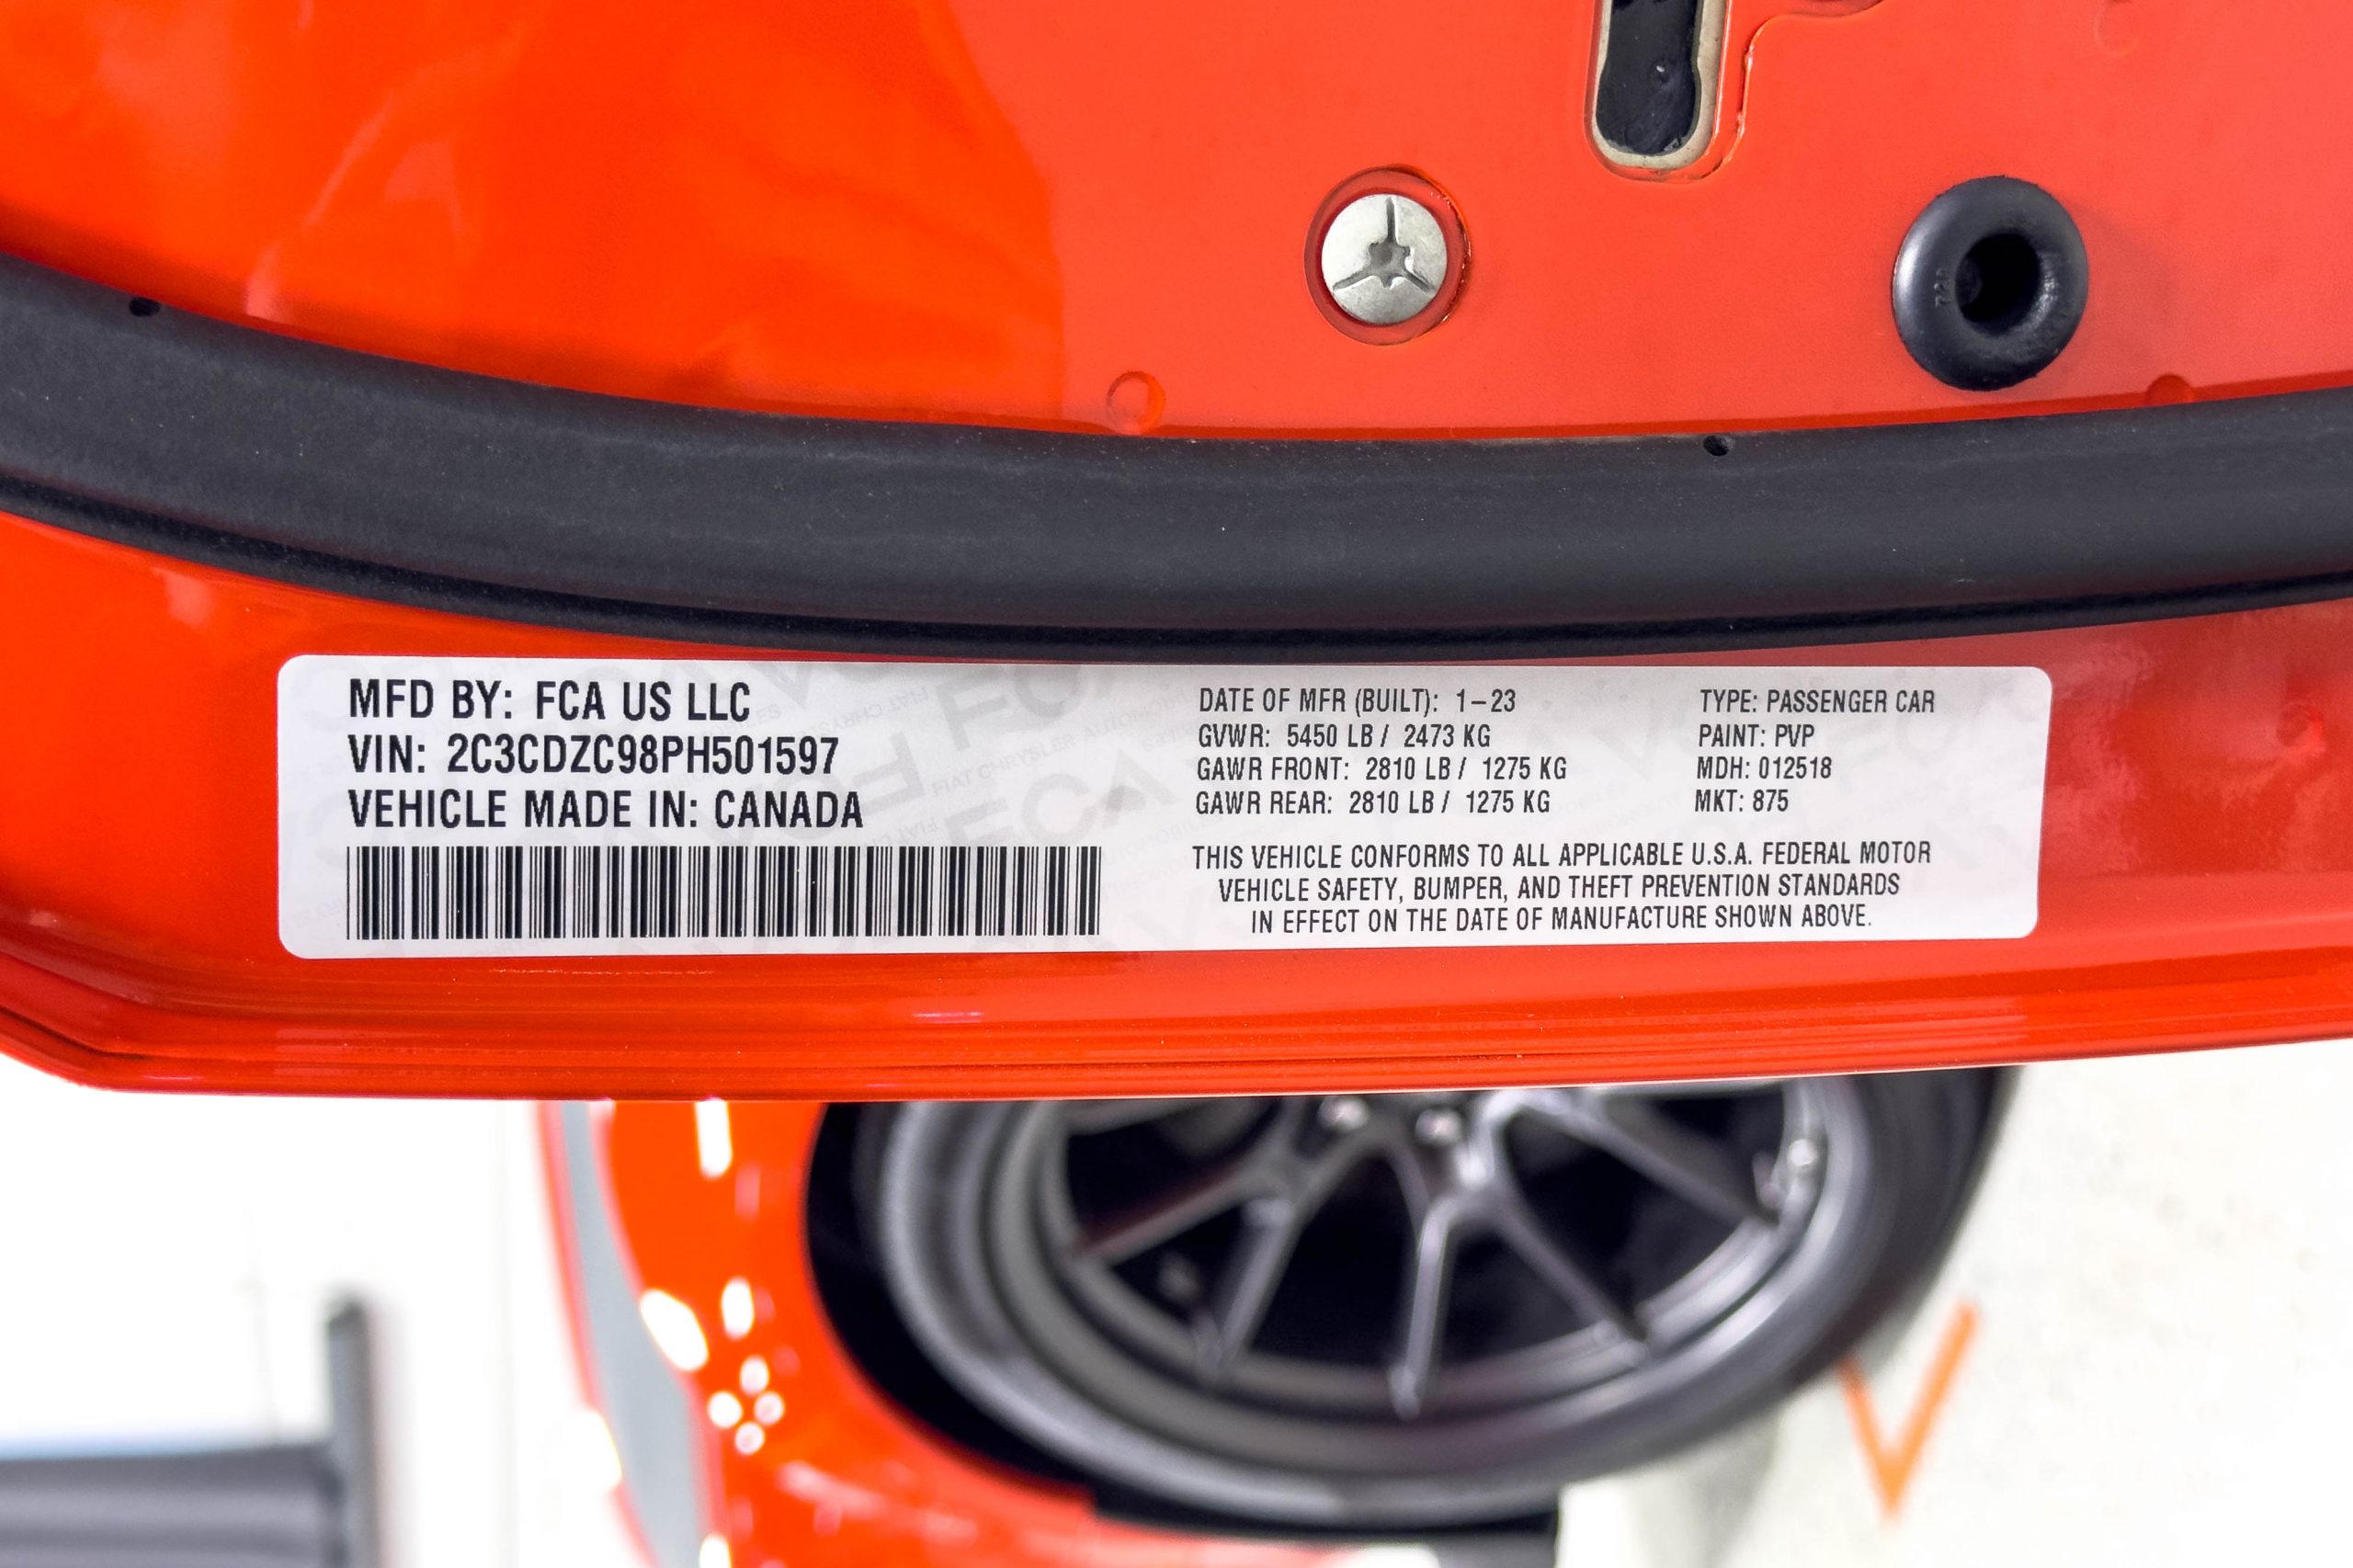 MFD BY: FCA US LLC
VIN: 2C3CDZC98PH501597
VEHICLE MADE IN: CANADA
DATE OF MFR (BUILT): 1-23
GVWR: 5450 LB / 2473 KG
GAWR FRONT: 2810 LB / 1275 KG
GAWR REAR: 2810 LB / 1275 KG
TYPE: PASSENGER CAR
PAINT: PVP
MDH: 012518
MKT: 875
THIS VEHICLE CONFORMS TO ALL APPLICABLE U.S.A. FEDERAL MOTOR
VEHICLE SAFETY, BUMPER, AND THEFT PREVENTION STANDARDS
IN EFFECT ON THE DATE OF MANUFACTURE SHOWN ABOVE.